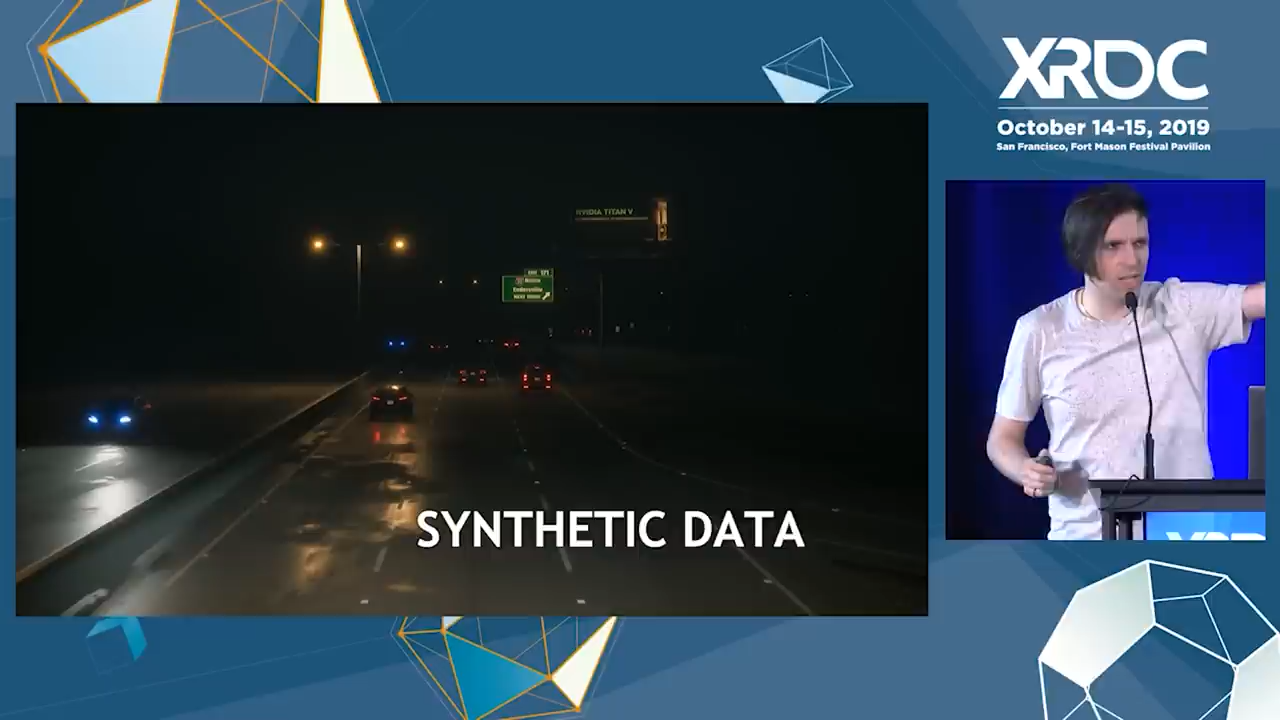 XRDC
October 14-15, 2019
San Francisco, Fort Mason Festival Pavilion
NVIDIA TITAN V
SYNTHETIC DATA